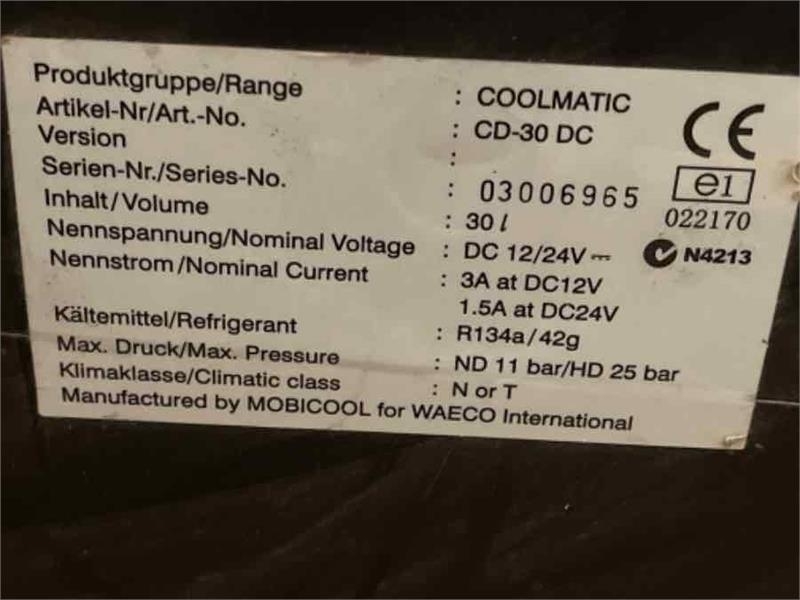 Produktgruppe/Range : COOLMATIC
Artikel-Nr/Art.-No. : CD-30 DC
Version :
Serien-Nr./Series-No. : 03006965
Inhalt/Volume : 30 l
Nennspannung/Nominal Voltage : DC 12/24V ⎓
Nennstrom/Nominal Current : 3A at DC12V
1.5A at DC24V
Kältemittel/Refrigerant : R134a/42g
Max. Druck/Max. Pressure : ND 11 bar/HD 25 bar
Klimaklasse/Climatic class : N or T
Manufactured by MOBICOOL for WAECO International
CE
e1
022170
N4213